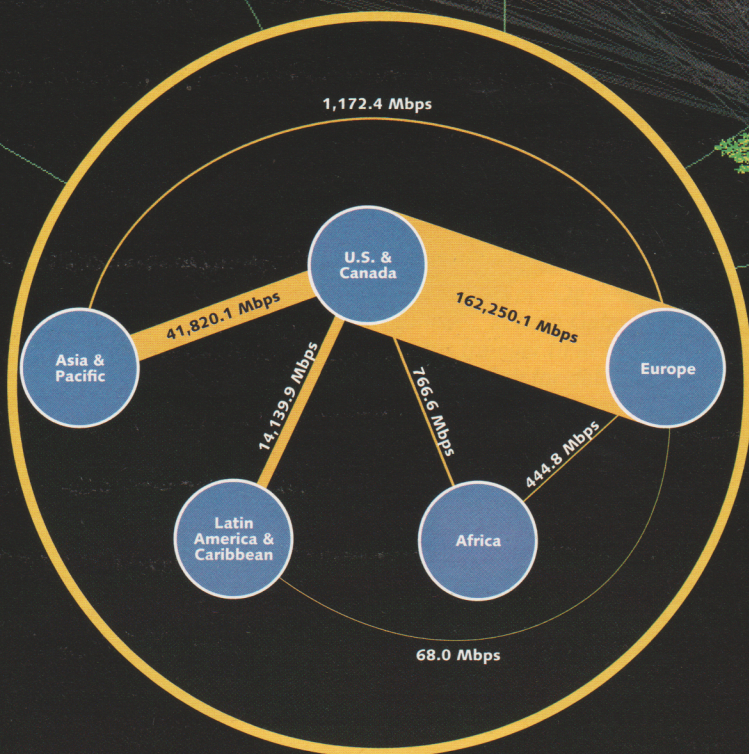 1,172.4 Mbps
U.S. &
Canada
162,250.1 Mbps
41,820.1 Mbps
Asia &
Pacific
Europe
14,139.9 Mbps
766.6 Mbps
444.8 Mbps
Latin
America &
Caribbean
Africa
68.0 Mbps